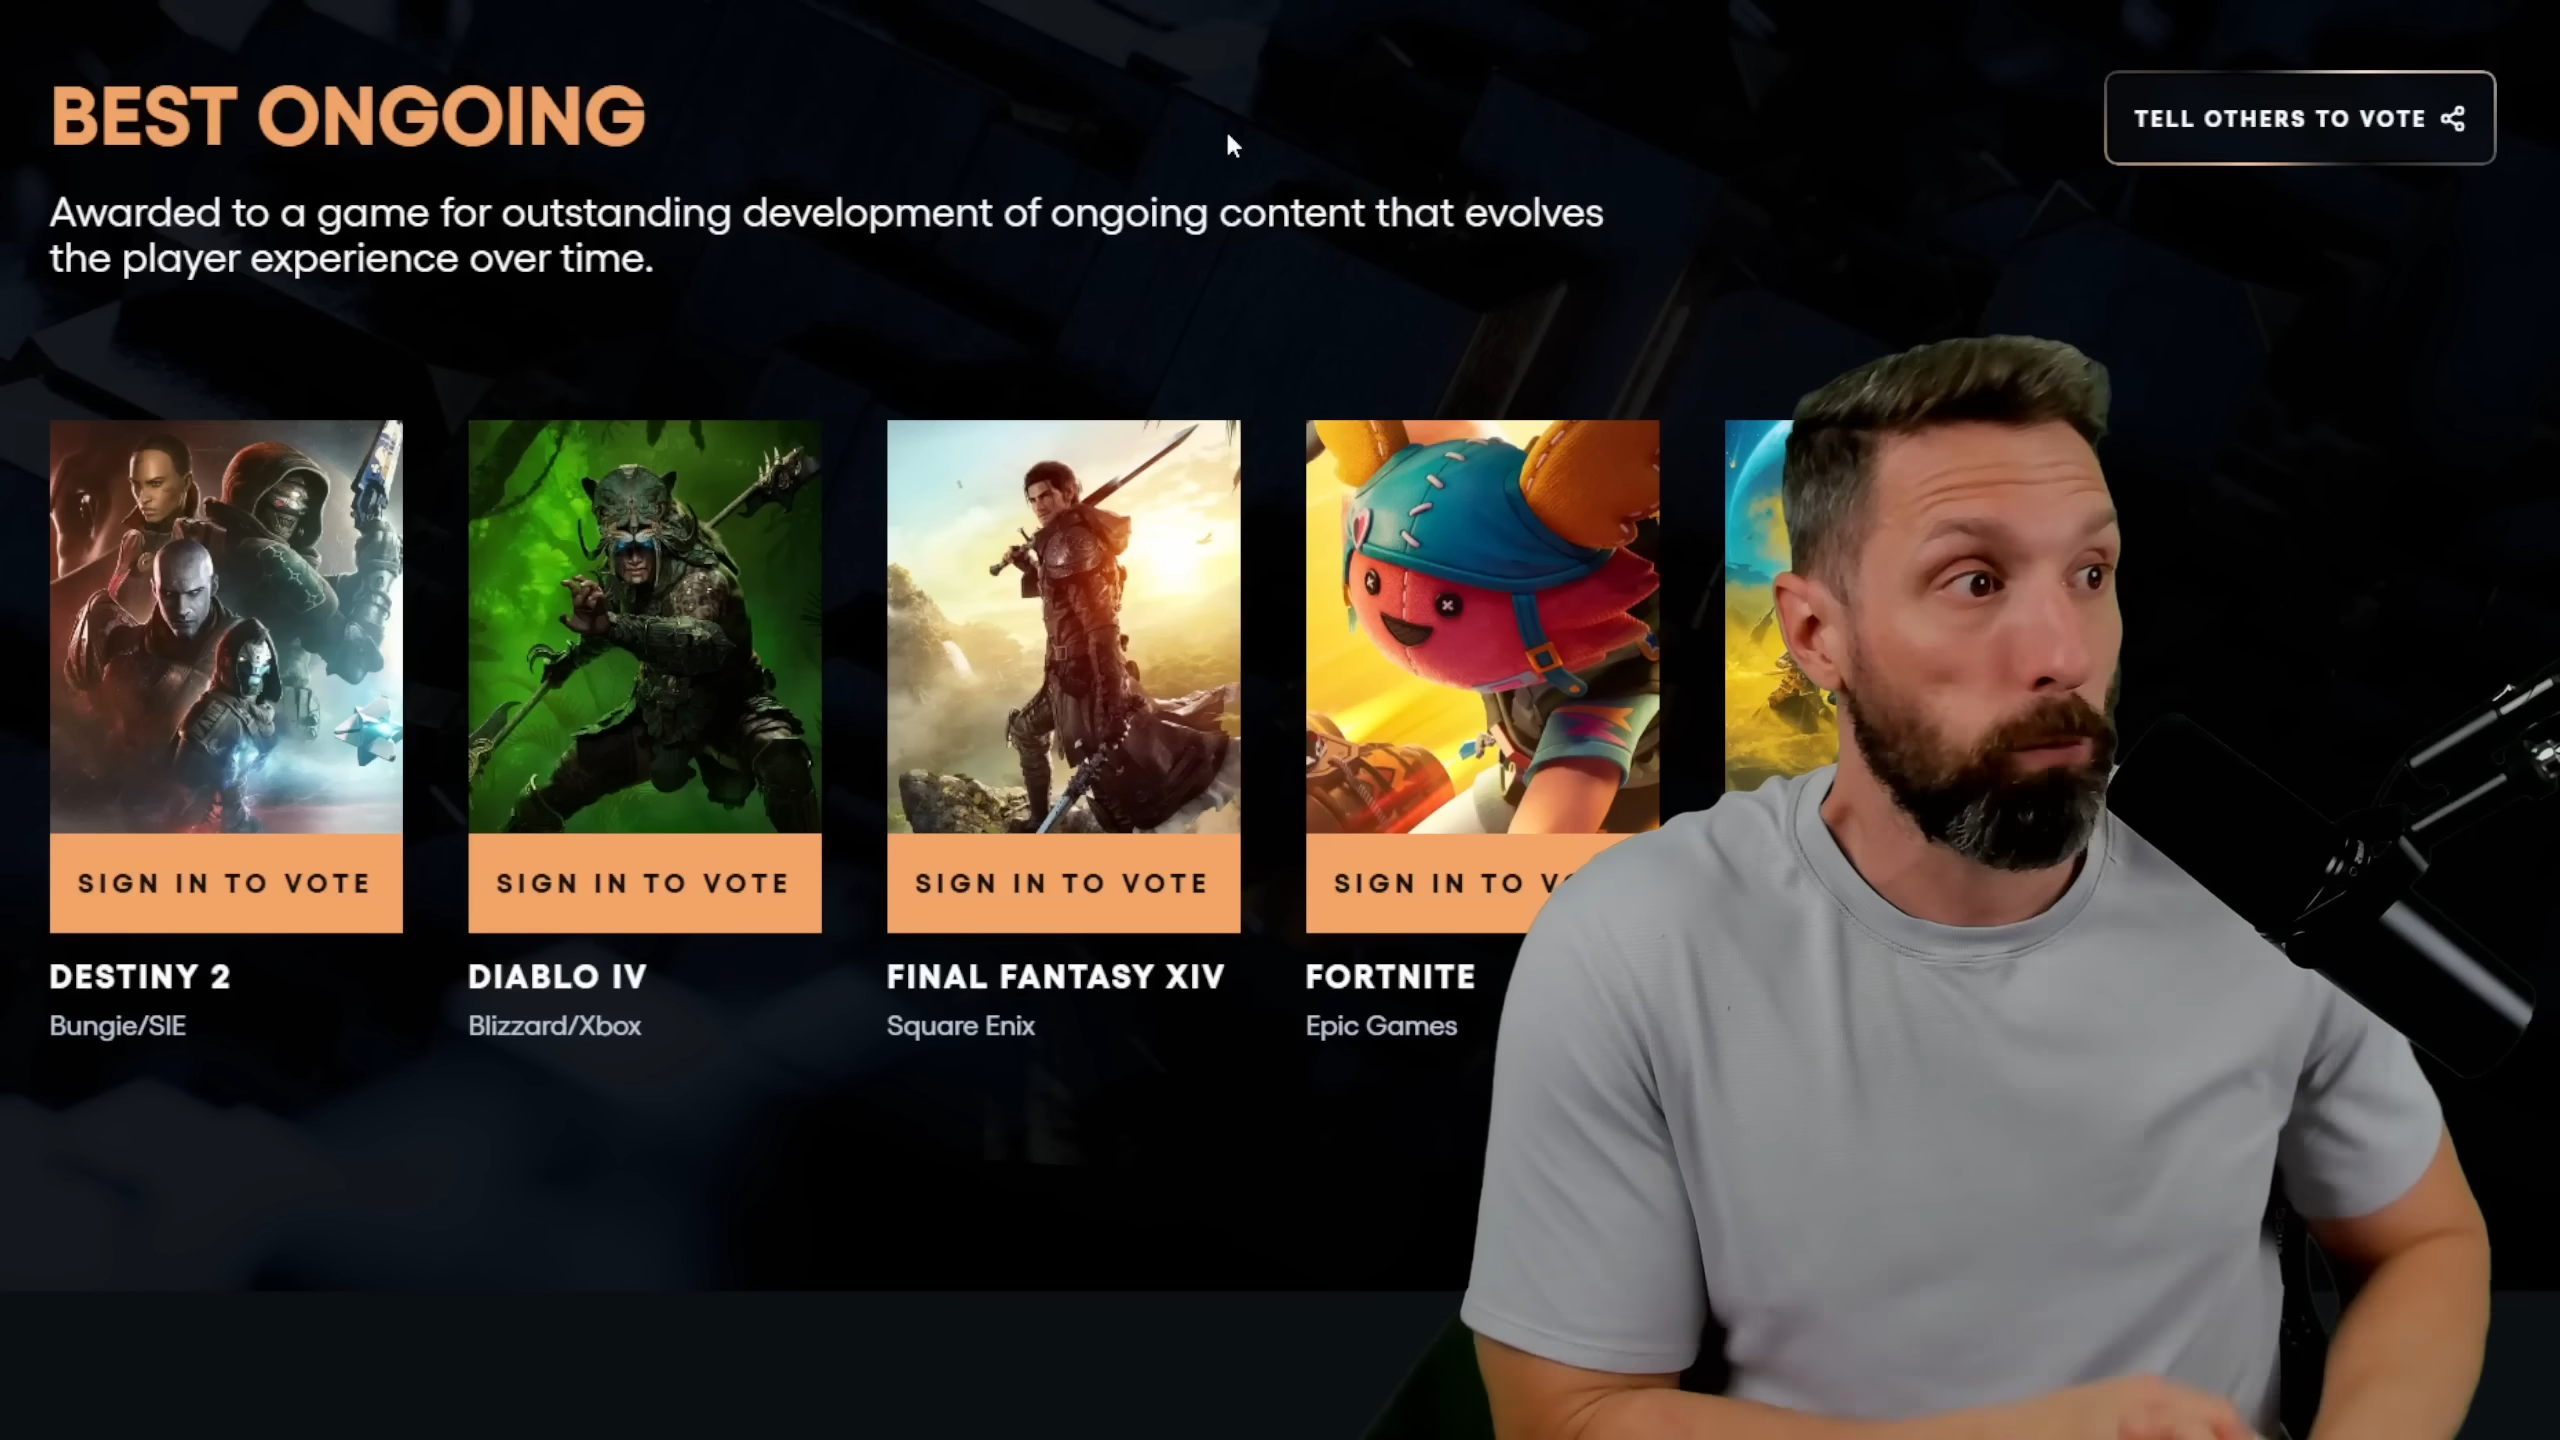 BEST ONGOING
TELL OTHERS TO VOTE
Awarded to a game for outstanding development of ongoing content that evolves
the player experience over time.
SIGN IN TO VOTE
SIGN IN TO VOTE
SIGN IN TO VOTE
SIGN IN TO
DESTINY 2
DIABLO IV
FINAL FANTASY XIV
FORTNITE
Bungie/SIE
Blizzard/Xbox
Square Enix
Epic Games